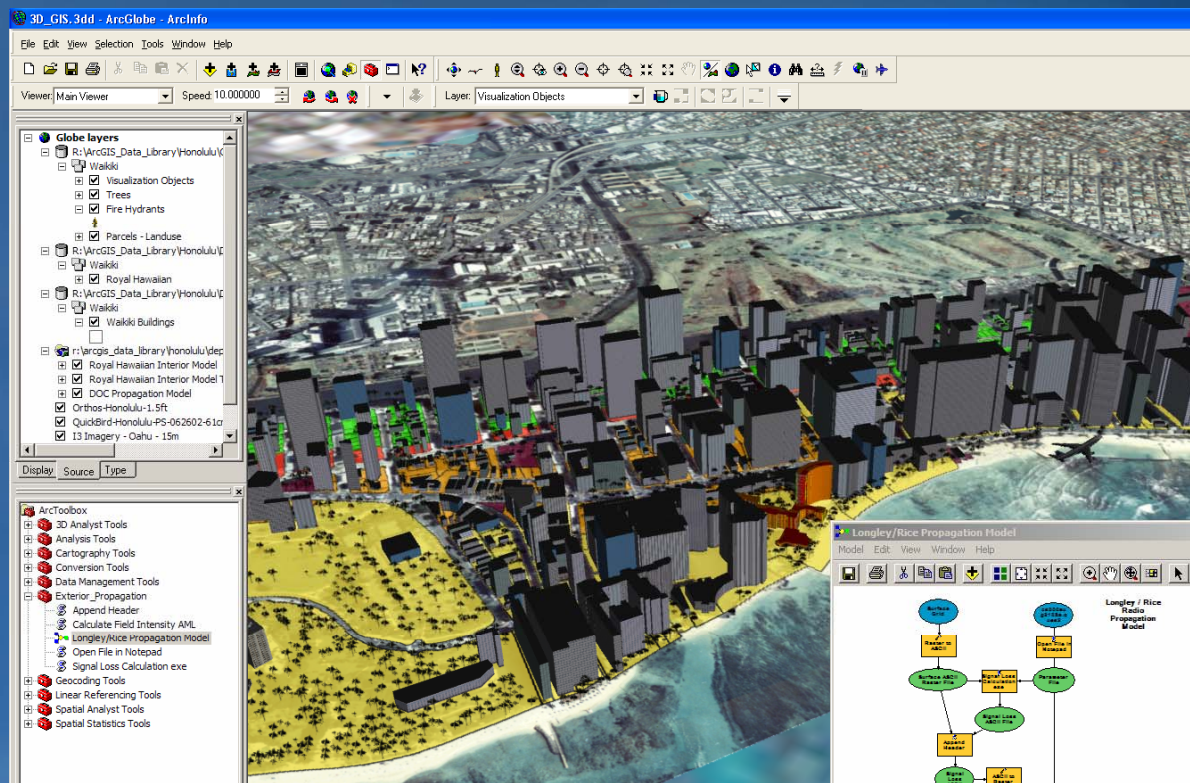 3D_GIS.3dd - ArcGlobe - ArcInfo
File Edit View Selection Tools Window Help
Viewer: Main Viewer Speed: 10.000000 Layer: Visualization Objects
Globe layers
R:\ArcGIS_Data_Library\Honolulu\
Waikiki
Visualization Objects
Trees
Fire Hydrants
Parcels - Landuse
R:\ArcGIS_Data_Library\Honolulu\
Waikiki
Royal Hawaiian
R:\ArcGIS_Data_Library\Honolulu\
Waikiki
Waikiki Buildings
r:\arcgis_data_library\honolulu\dep
Royal Hawaiian Interior Model
Royal Hawaiian Interior Model
DOC Propagation Model
Orthos-Honolulu-1.5ft
QuickBird-Honolulu-PS-062602-61c
I3 Imagery - Oahu - 15m
Display Source Type
ArcToolbox
3D Analyst Tools
Analysis Tools
Cartography Tools
Conversion Tools
Data Management Tools
Exterior_Propagation
Append Header
Calculate Field Intensity AML
Longley/Rice Propagation Model
Open File in Notepad
Signal Loss Calculation exe
Geocoding Tools
Linear Referencing Tools
Spatial Analyst Tools
Spatial Statistics Tools
Longley/Rice Propagation Model
Model Edit View Window Help
Longley / Rice
Radio
Propagation
Model
Surface
Grid
Raster to
ASCII
Open File in
Notepad
Surface ASCII
Raster File
Signal Loss
Calculation
exe
Parameter
File
Signal Loss
ASCII File
Append
Header
Signal
Loss
ASCII to
Raster